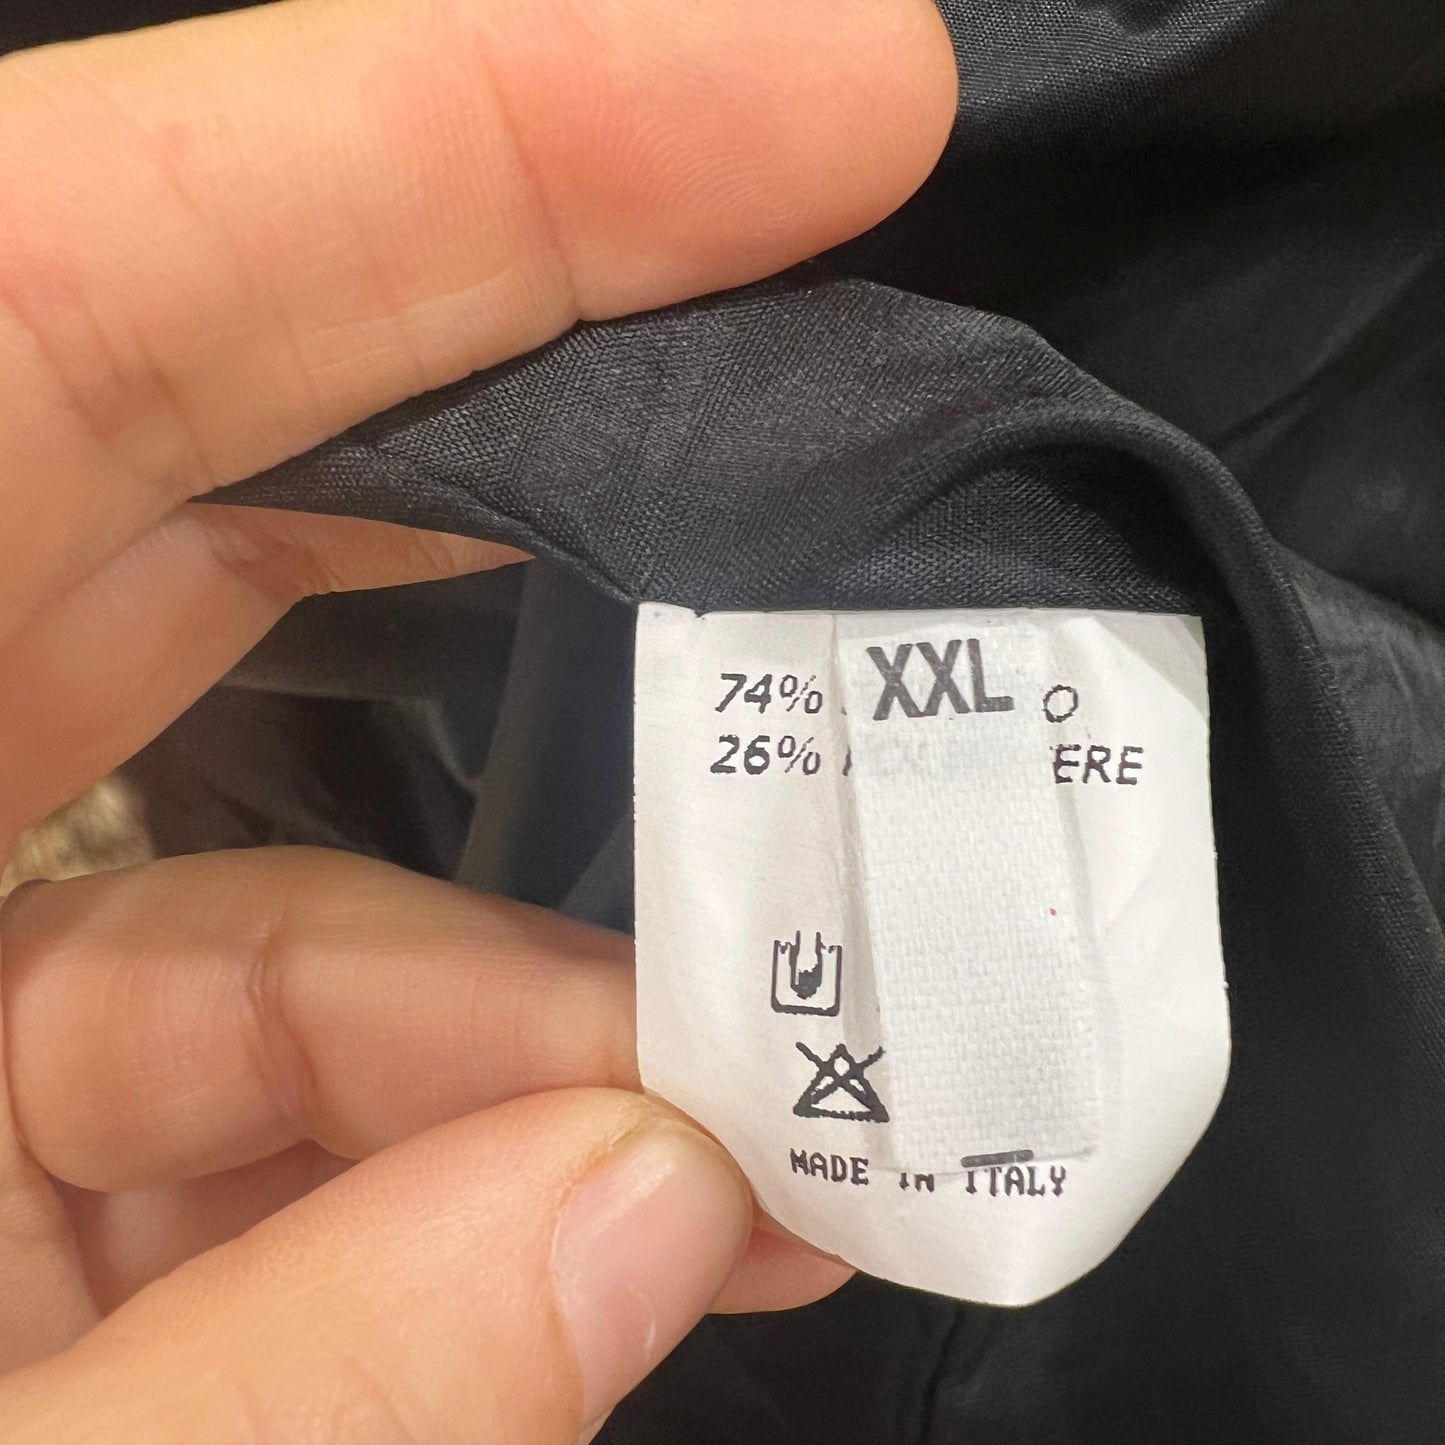 XXL
74% O
26% ERE
MADE IN ITALY